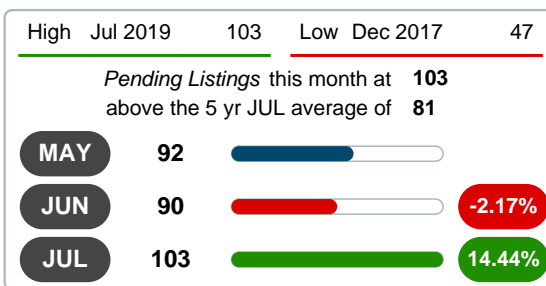 High Jul 2019 103 Low Dec 2017 47
Pending Listings this month at 103
above the 5 yr JUL average of 81
MAY 92
JUN 90 -2.17%
JUL 103 14.44%